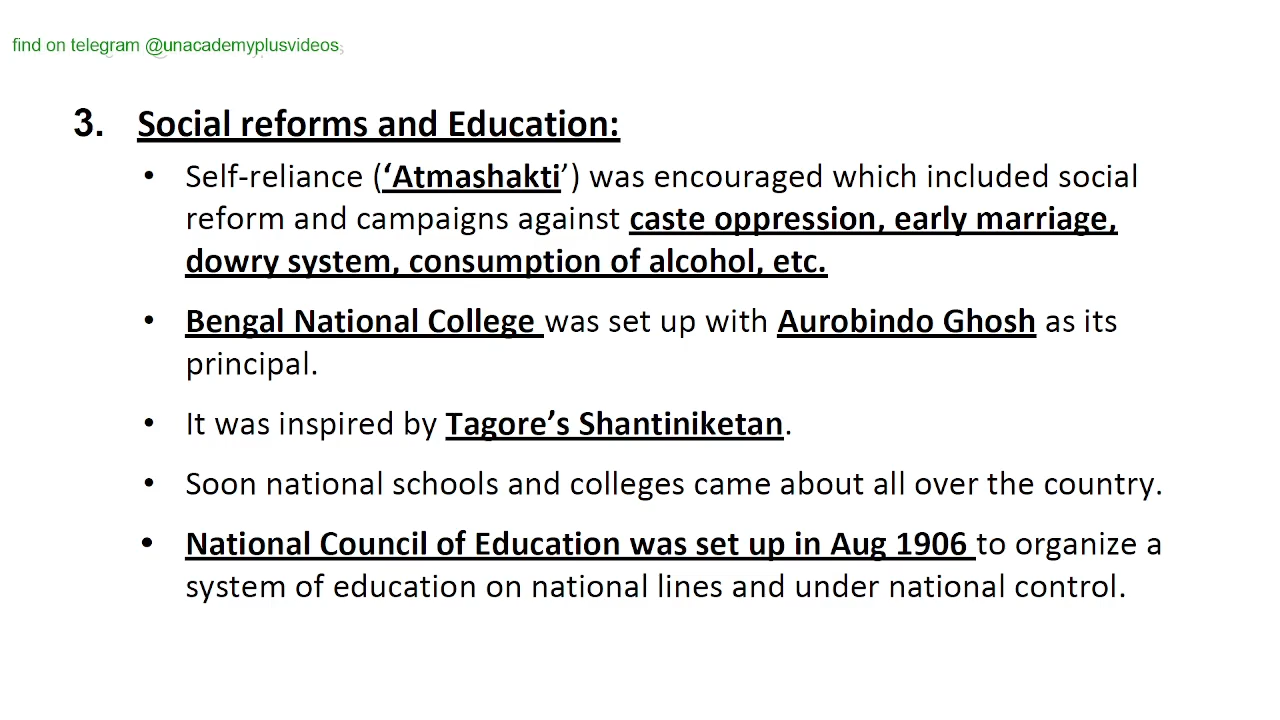 find on telegram @unacademyplusvideos
3. Social reforms and Education:
• Self-reliance (‘Atmashakti’) was encouraged which included social
reform and campaigns against caste oppression, early marriage,
dowry system, consumption of alcohol, etc.
• Bengal National College was set up with Aurobindo Ghosh as its
principal.
• It was inspired by Tagore’s Shantiniketan.
• Soon national schools and colleges came about all over the country.
• National Council of Education was set up in Aug 1906 to organize a
system of education on national lines and under national control.